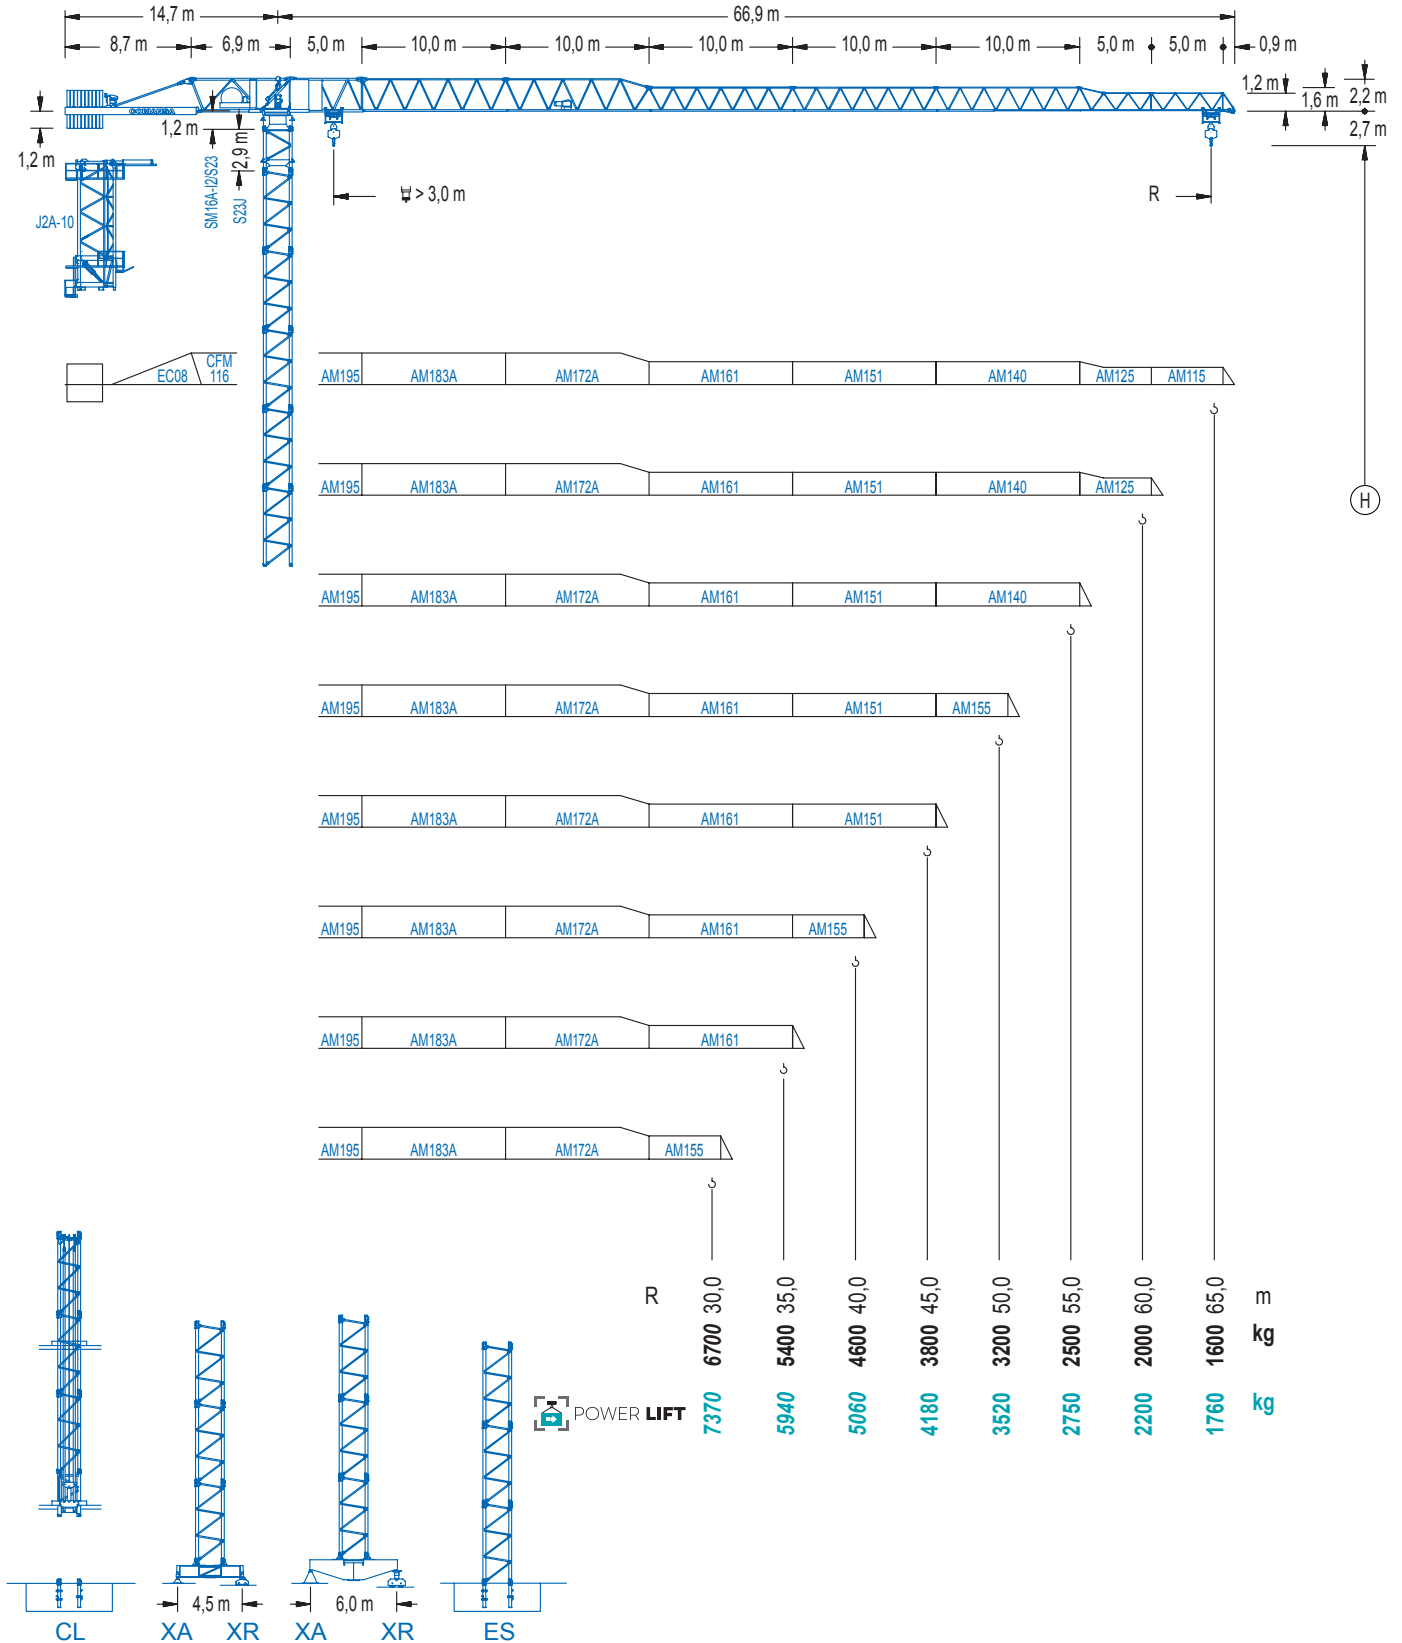 14,7 m 66,9 m
8,7 m 6,9 m 5,0 m 10,0 m 10,0 m 10,0 m 10,0 m 10,0 m 5,0 m 5,0 m 0,9 m
COMANSA
1,2 m 1,6 m 2,2 m
2,7 m
1,2 m
1,2 m
2,9 m
SM16A-I2/S23
S23J
J2A-10
> 3,0 m
R
H
EC08 CFM 116 AM195 AM183A AM172A AM161 AM151 AM140 AM125 AM115
AM195 AM183A AM172A AM161 AM151 AM140 AM125
AM195 AM183A AM172A AM161 AM151 AM140
AM195 AM183A AM172A AM161 AM151 AM155
AM195 AM183A AM172A AM161 AM151
AM195 AM183A AM172A AM161 AM155
AM195 AM183A AM172A AM161
AM195 AM183A AM172A AM155
R 30,0 35,0 40,0 45,0 50,0 55,0 60,0 65,0 m
6700 5400 4600 3800 3200 2500 2000 1600 kg
POWER LIFT 7370 5940 5060 4180 3520 2750 2200 1760 kg
4,5 m 6,0 m
CL XA XR XA XR ES